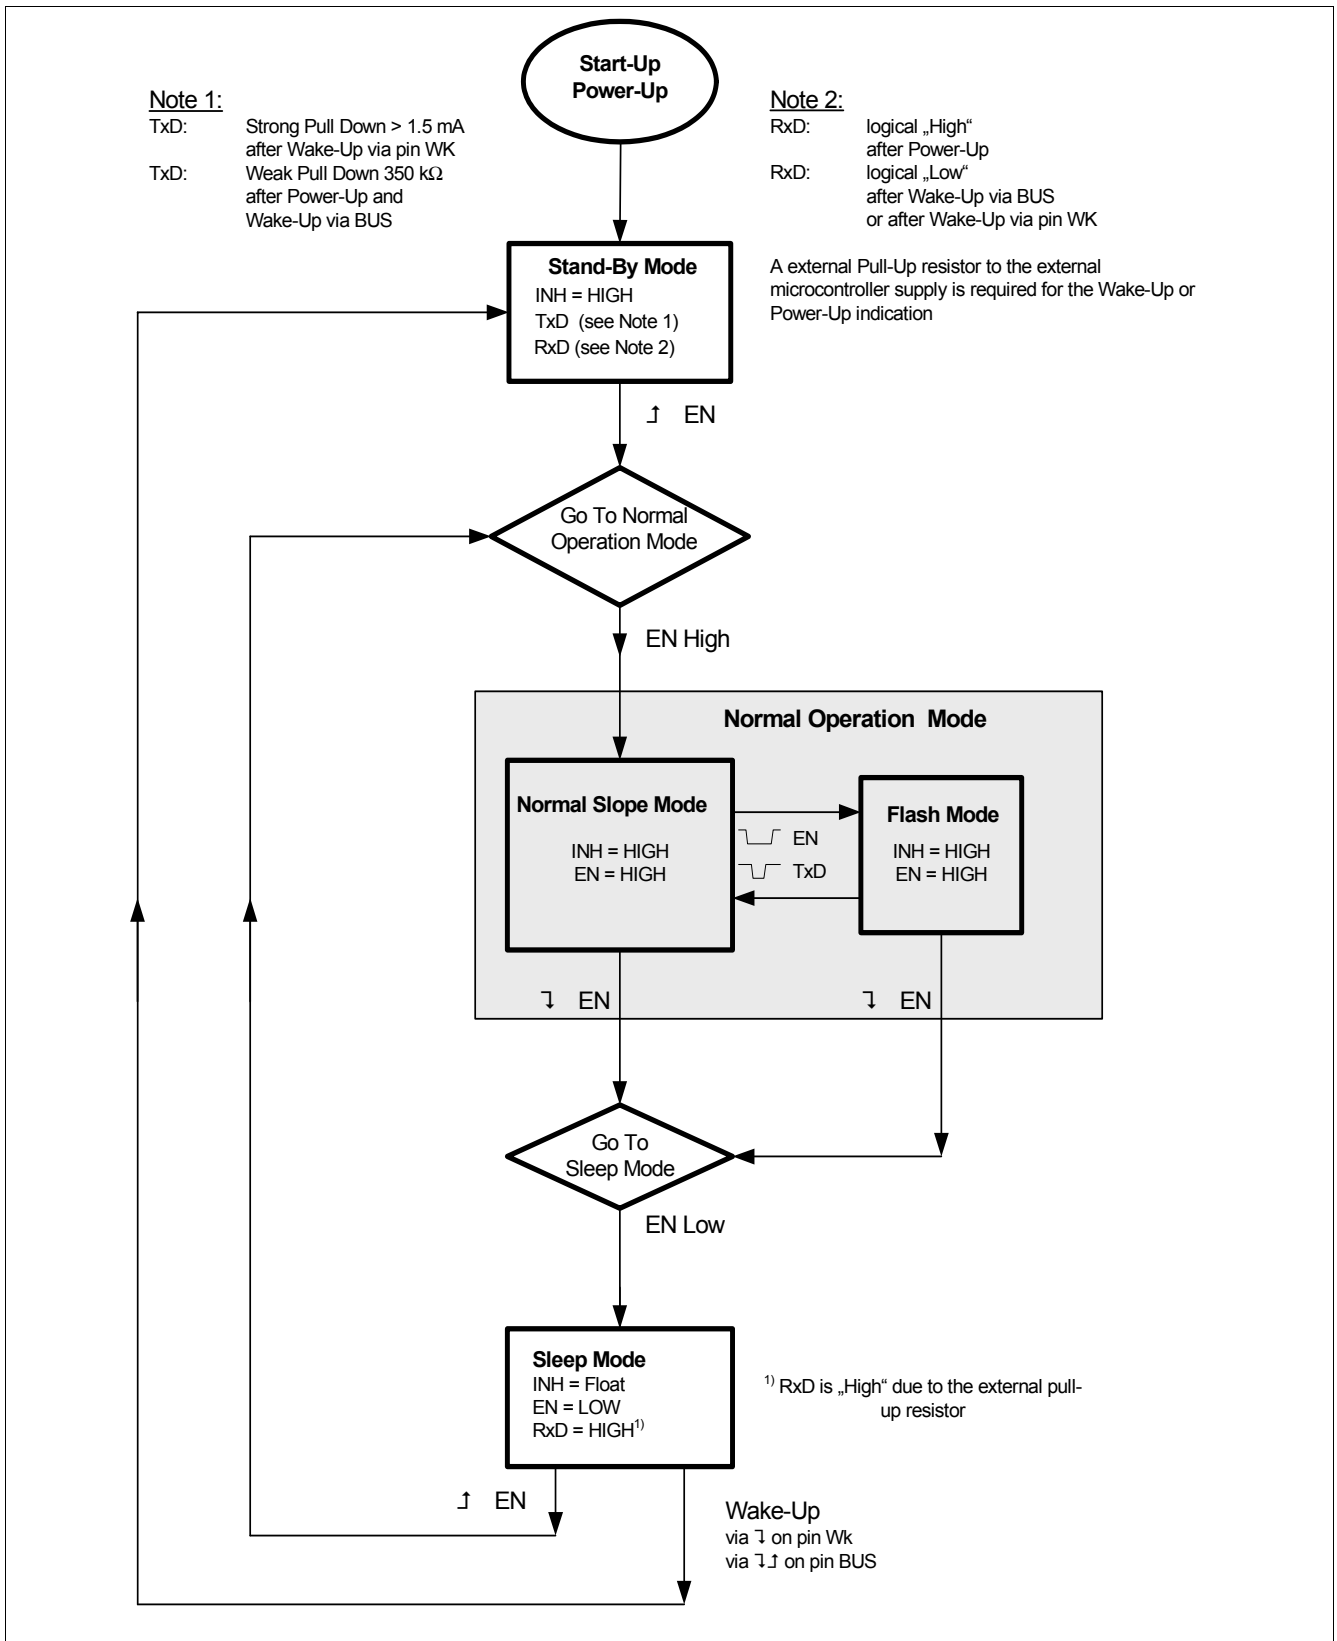 Start-Up
Power-Up
Note 1:
TxD: Strong Pull Down > 1.5 mA
after Wake-Up via pin WK
TxD: Weak Pull Down 350 kΩ
after Power-Up and
Wake-Up via BUS
Note 2:
RxD: logical „High“
after Power-Up
RxD: logical „Low“
after Wake-Up via BUS
or after Wake-Up via pin WK
A external Pull-Up resistor to the external
microcontroller supply is required for the Wake-Up or
Power-Up indication
Stand-By Mode
INH = HIGH
TxD (see Note 1)
RxD (see Note 2)
EN
Go To Normal
Operation Mode
EN High
Normal Operation Mode
Normal Slope Mode
INH = HIGH
EN = HIGH
EN
TxD
Flash Mode
INH = HIGH
EN = HIGH
EN
EN
Go To
Sleep Mode
EN Low
Sleep Mode
INH = Float
EN = LOW
RxD = HIGH1)
1) RxD is „High“ due to the external pull-
up resistor
EN
Wake-Up
via ↴ on pin Wk
via ↴↥ on pin BUS